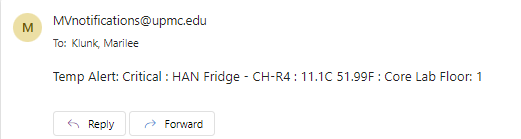 M
MVnotifications@upmc.edu
To: Klunk, Marilee
Temp Alert: Critical : HAN Fridge - CH-R4 : 11.1C 51.99F : Core Lab Floor: 1
Reply
Forward